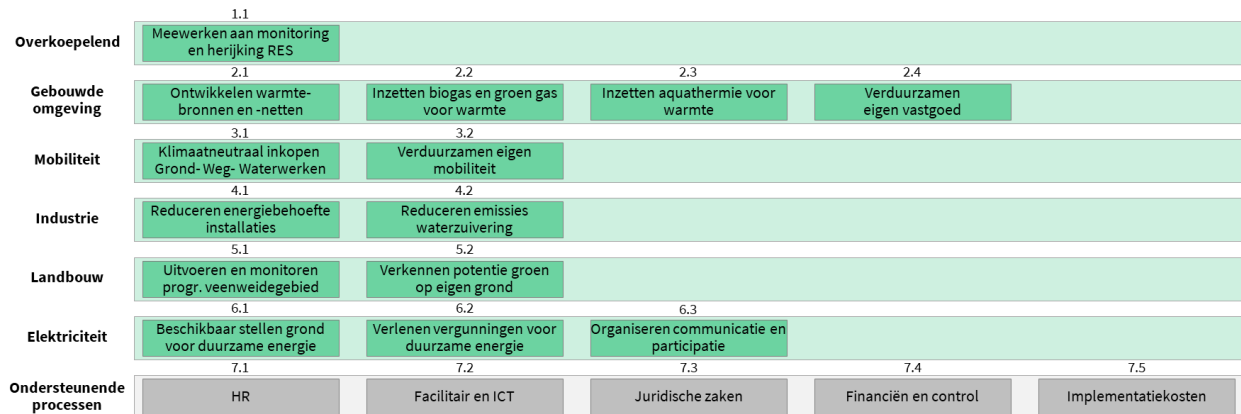 1.1
Overkoepelend
Meewerken aan monitoring
en herijking RES
2.1 2.2 2.3 2.4
Gebouwde
omgeving
Ontwikkelen warmte-
bronnen en -netten
Inzetten biogas en groen gas
voor warmte
Inzetten aquathermie voor
warmte
Verduurzamen
eigen vastgoed
3.1 3.2
Mobiliteit
Klimaatneutraal inkopen
Grond- Weg- Waterwerken
Verduurzamen eigen
mobiliteit
4.1 4.2
Industrie
Reduceren energiebehoefte
installaties
Reduceren emissies
waterzuivering
5.1 5.2
Landbouw
Uitvoeren en monitoren
progr. veenweidegebied
Verkennen potentie groen
op eigen grond
6.1 6.2 6.3
Elektriciteit
Beschikbaar stellen grond
voor duurzame energie
Verlenen vergunningen voor
duurzame energie
Organiseren communicatie en
participatie
7.1 7.2 7.3 7.4 7.5
Ondersteunende
processen
HR
Facilitair en ICT
Juridische zaken
Financiën en control
Implementatiekosten